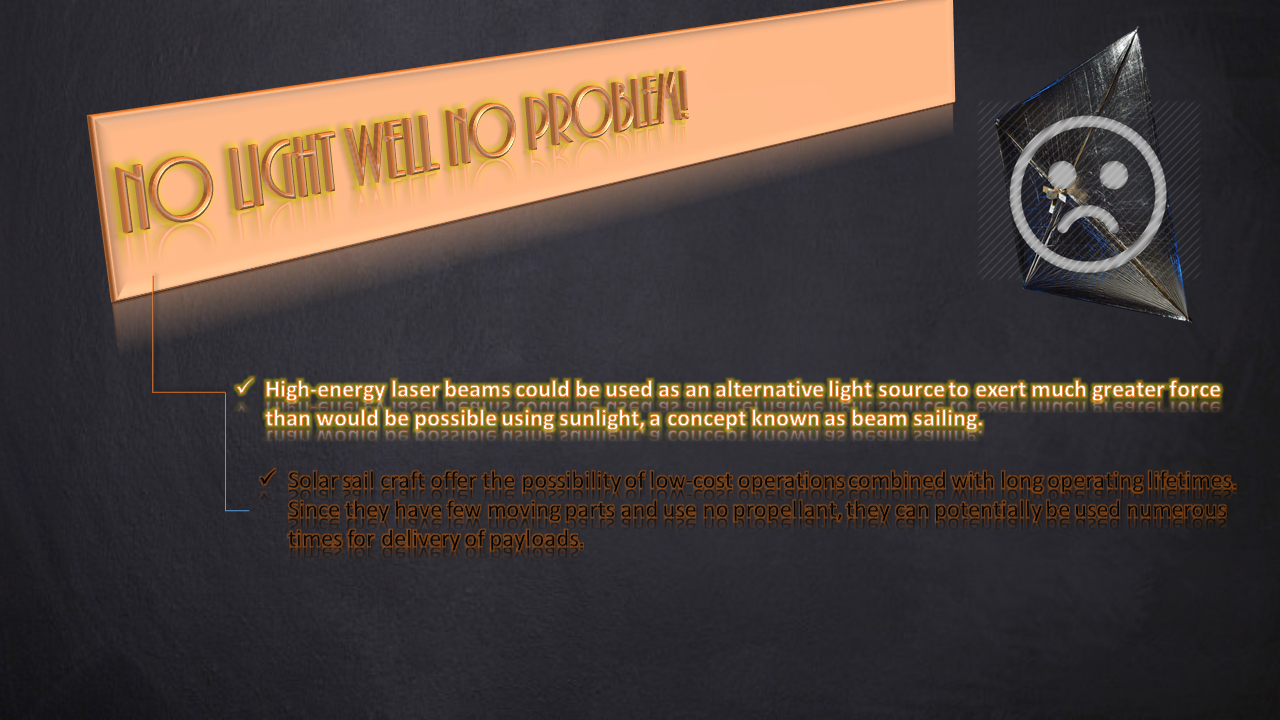 NO LIGHT WELL NO PROBLEM!
High-energy laser beams could be used as an alternative light source to exert much greater force
than would be possible using sunlight, a concept known as beam sailing.
Solar sail craft offer the possibility of low-cost operations combined with long operating lifetimes.
Since they have few moving parts and use no propellant, they can potentially be used numerous
times for delivery of payloads.